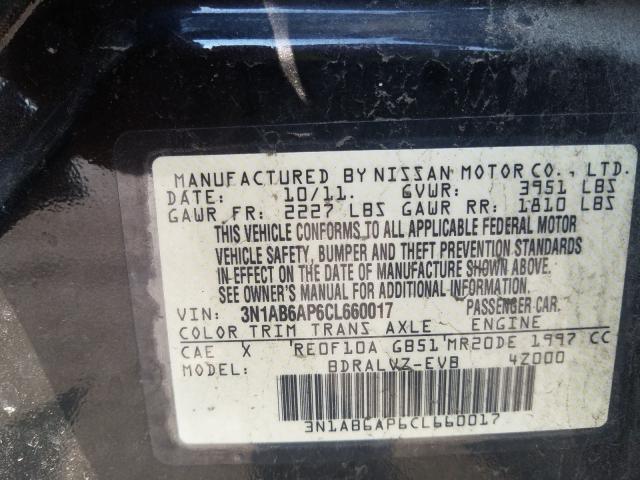 MANUFACTURED BY NISSAN MOTOR CO., LTD.
DATE: 10/11. GVWR: 3951 LBS
GAWR FR: 2227 LBS GAWR RR: 1810 LBS
THIS VEHICLE CONFORMS TO ALL APPLICABLE FEDERAL MOTOR
VEHICLE SAFETY, BUMPER AND THEFT PREVENTION STANDARDS
IN EFFECT ON THE DATE OF MANUFACTURE SHOWN ABOVE.
SEE OWNER'S MANUAL FOR ADDITIONAL INFORMATION.
VIN: 3N1AB6AP6CL660017 PASSENGER CAR.
COLOR TRIM TRANS AXLE ENGINE
CAE X RE0F10A GB51 MR20DE 1997 CC
BDRALVZ-EVB 4Z000
3N1AB6AP6CL660017